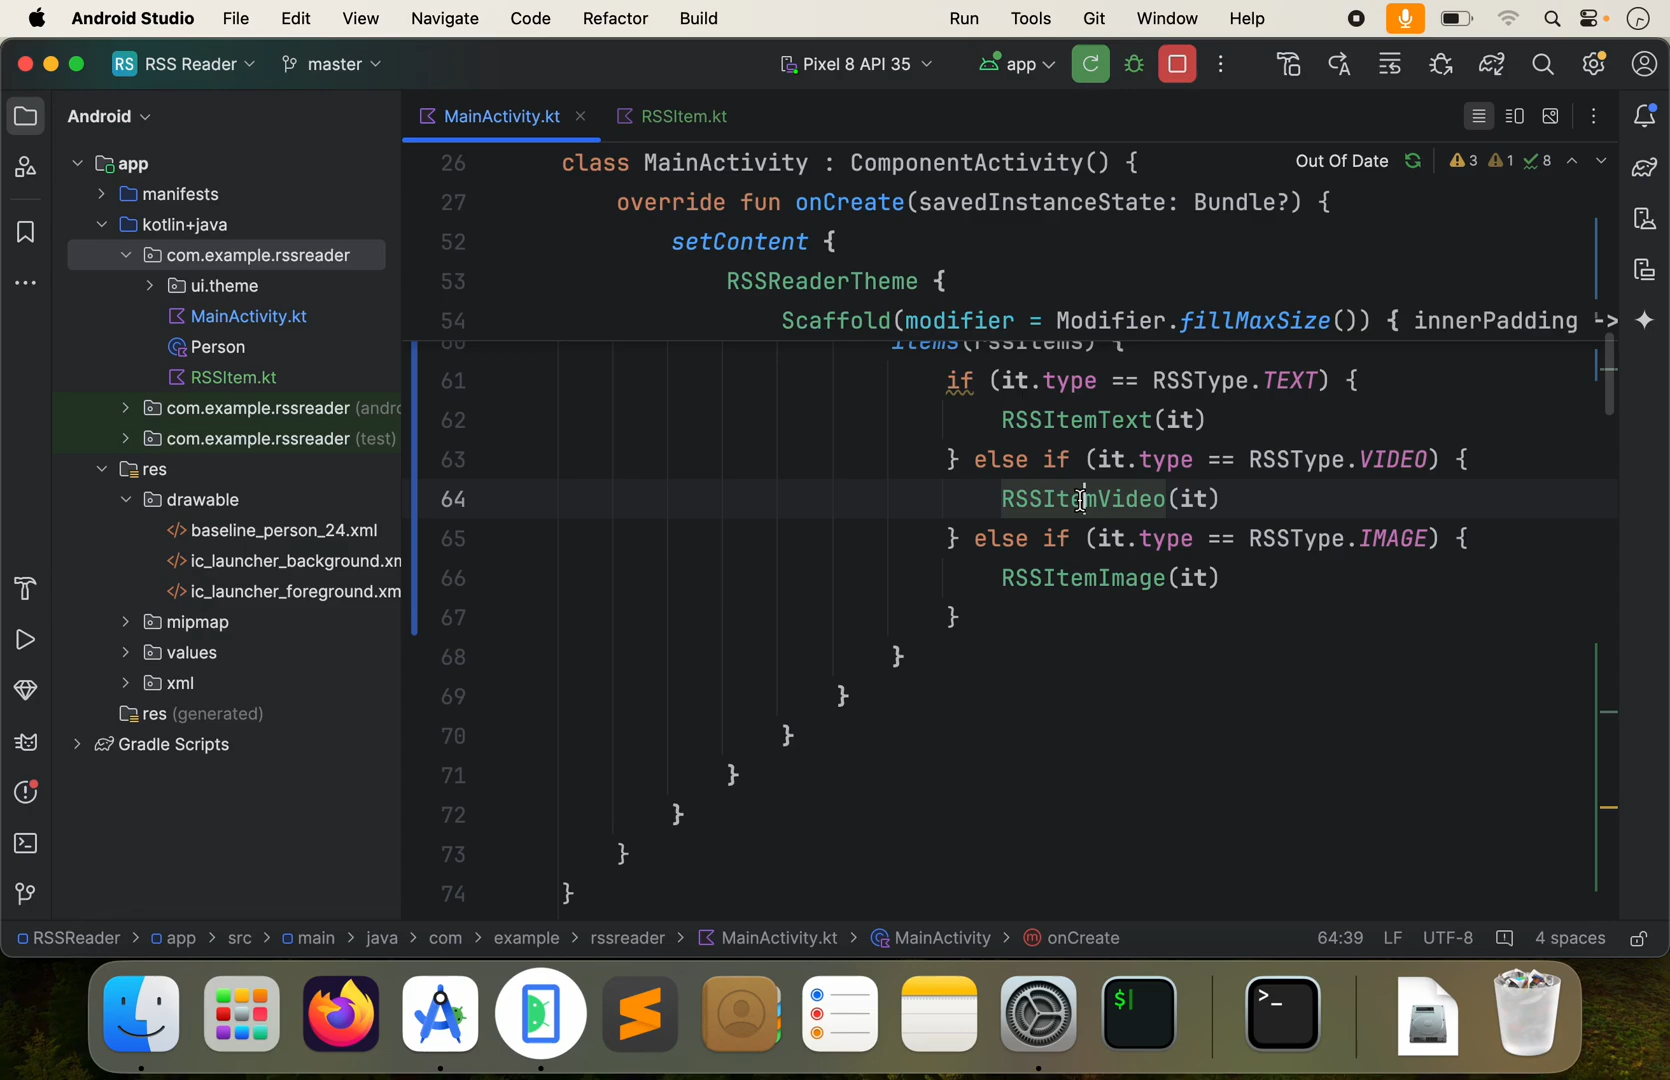 Android Studio File Edit View Navigate Code Refactor Build Run Tools Git Window Help
RS RSS Reader master Pixel 8 API 35 app
Android
MainActivity.kt RSSItem.kt
app
manifests
kotlin+java
com.example.rssreader
ui.theme
MainActivity.kt
Person
RSSItem.kt
com.example.rssreader (andro
com.example.rssreader (test)
res
drawable
baseline_person_24.xml
ic_launcher_background.xm
ic_launcher_foreground.xm
mipmap
values
xml
res (generated)
Gradle Scripts
Out Of Date 3 1 8
26 class MainActivity : ComponentActivity() {
27 override fun onCreate(savedInstanceState: Bundle?) {
52 setContent {
53 RSSReaderTheme {
54 Scaffold(modifier = Modifier.fillMaxSize()) { innerPadding ->
60 items(rssItems) {
61 if (it.type == RSSType.TEXT) {
62 RSSItemText(it)
63 } else if (it.type == RSSType.VIDEO) {
64 RSSItemVideo(it)
65 } else if (it.type == RSSType.IMAGE) {
66 RSSItemImage(it)
67 }
68 }
69 }
70 }
71 }
72 }
73 }
74 }
RSSReader > app > src > main > java > com > example > rssreader > MainActivity.kt > MainActivity > onCreate 64:39 LF UTF-8 4 spaces